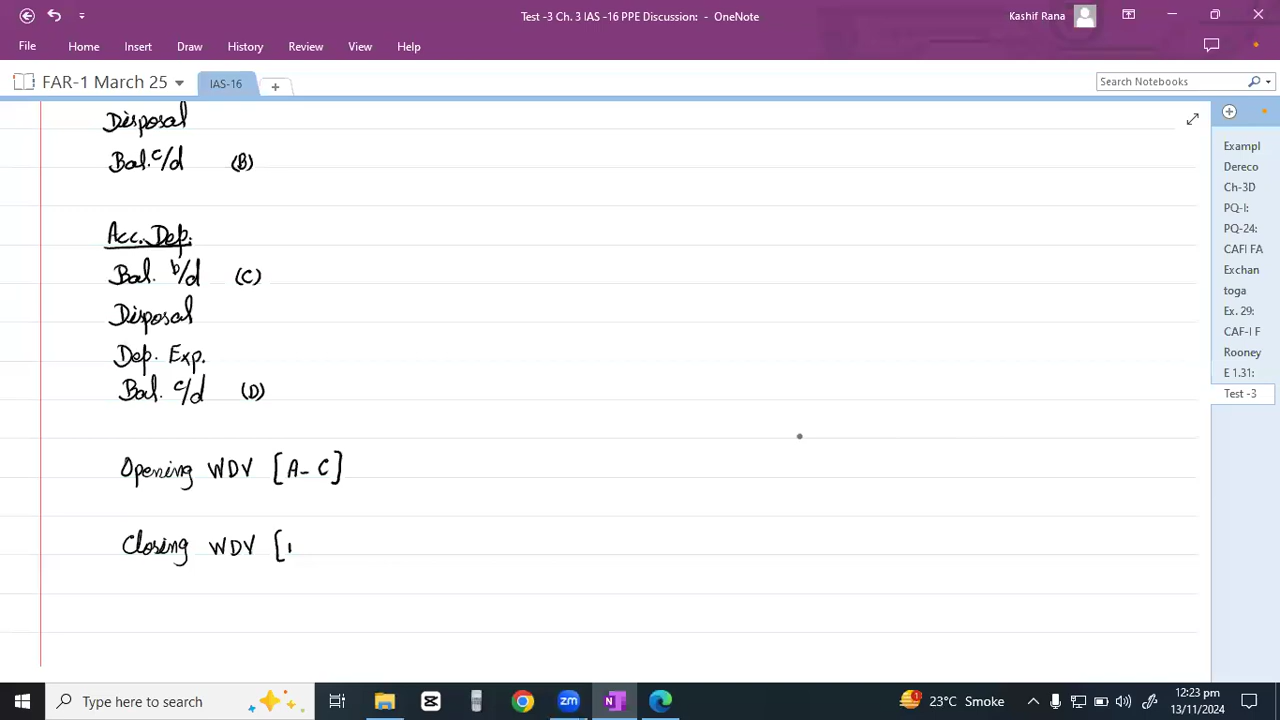 Test -3 Ch. 3 IAS -16 PPE Discussion: - OneNote
Kashif Rana
File Home Insert Draw History Review View Help
FAR-1 March 25
IAS-16
Search Notebooks
Disposal
Bal. c/d (B)
Acc. Dep.
Bal. b/d (C)
Disposal
Dep. Exp.
Bal. c/d (D)
Opening WDV [A-C]
Closing WDV [
Exampl
Dereco
Ch-3D
PQ-I:
PQ-24:
CAFI FA
Exchan
toga
Ex. 29:
CAF-I F
Rooney
E 1.31:
Test -3
Type here to search
23°C Smoke
12:23 pm
13/11/2024